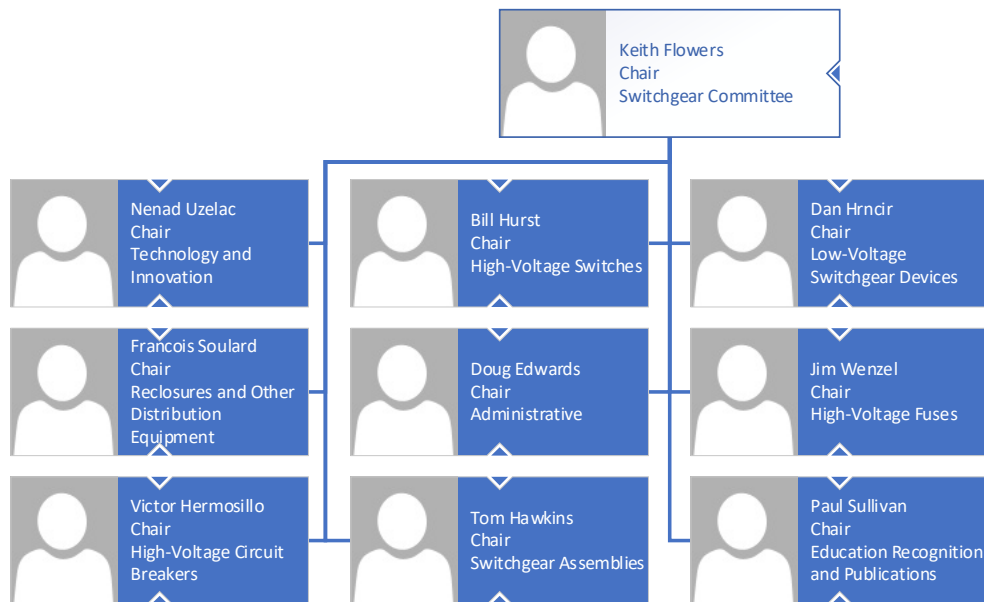 Keith Flowers
Chair
Switchgear Committee
Nenad Uzelac
Chair
Technology and
Innovation
Bill Hurst
Chair
High-Voltage Switches
Dan Hrncir
Chair
Low-Voltage
Switchgear Devices
Francois Soulard
Chair
Reclosures and Other
Distribution
Equipment
Doug Edwards
Chair
Administrative
Jim Wenzel
Chair
High-Voltage Fuses
Victor Hermosillo
Chair
High-Voltage Circuit
Breakers
Tom Hawkins
Chair
Switchgear Assemblies
Paul Sullivan
Chair
Education Recognition
and Publications